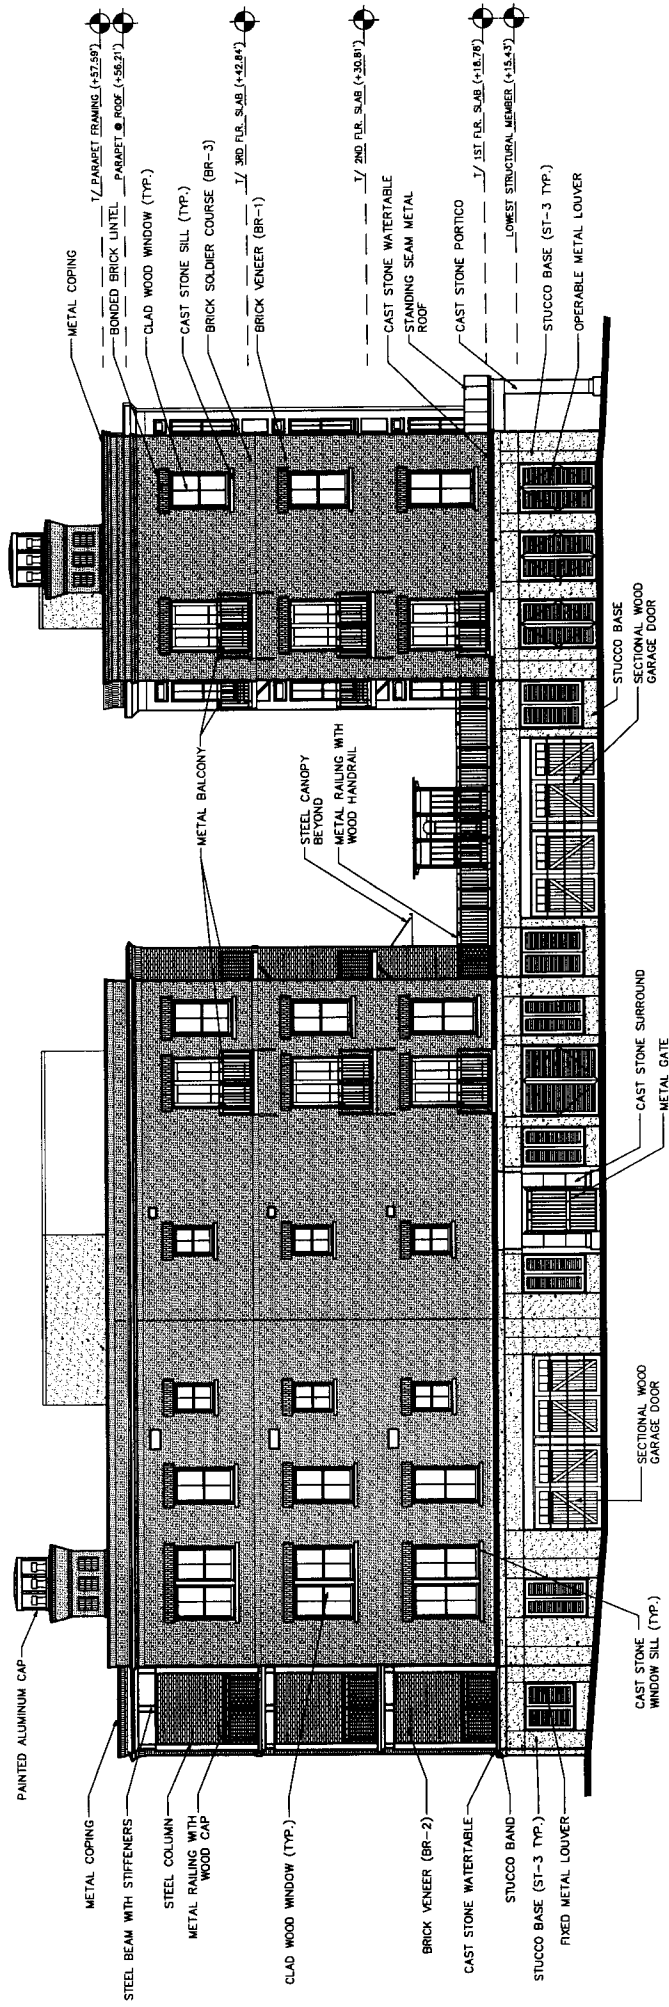 PAINTED ALUMINUM CAP
METAL COPING
STEEL BEAM WITH STIFFENERS
STEEL COLUMN
METAL RAILING WITH
WOOD CAP
CLAD WOOD WINDOW (TYP.)
BRICK VENEER (BR-2)
CAST STONE WATERTABLE
STUCCO BAND
STUCCO BASE (ST-3 TYP.)
FIXED METAL LOUVER
CAST STONE
WINDOW SILL (TYP.)
SECTIONAL WOOD
GARAGE DOOR
CAST STONE SURROUND
METAL GATE
METAL BALCONY
STEEL CANOPY
BEYOND
METAL RAILING WITH
WOOD HANDRAIL
STUCCO BASE
SECTIONAL WOOD
GARAGE DOOR
METAL COPING
T/ PARAPET FRAMING (+57.59')
BONDED BRICK LINTEL
PARAPET @ ROOF (+56.21')
CLAD WOOD WINDOW (TYP.)
CAST STONE SILL (TYP.)
BRICK SOLDIER COURSE (BR-3)
T/ 3RD FLR. SLAB (+42.84')
BRICK VENEER (BR-1)
T/ 2ND FLR. SLAB (+30.81')
CAST STONE WATERTABLE
STANDING SEAM METAL
ROOF
CAST STONE PORTICO
T/ 1ST FLR. SLAB (+18.78')
LOWEST STRUCTURAL MEMBER (+15.43')
STUCCO BASE (ST-3 TYP.)
OPERABLE METAL LOUVER